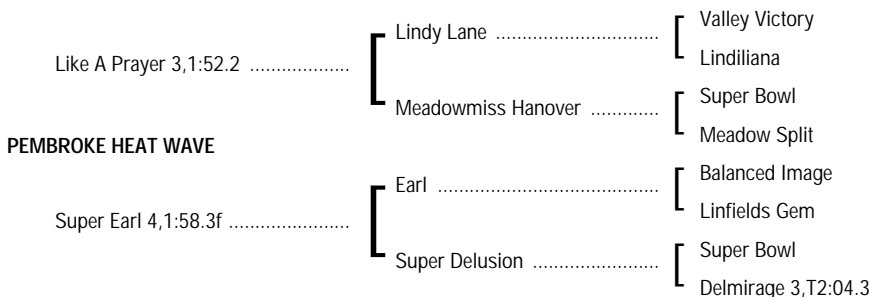 Valley Victory
Lindy Lane ................................
Lindiliana
Like A Prayer 3,1:52.2 ...................
Super Bowl
Meadowmiss Hanover .............
Meadow Split
PEMBROKE HEAT WAVE
Balanced Image
Earl ..........................................
Linfields Gem
Super Earl 4,1:58.3f .......................
Super Bowl
Super Delusion ........................
Delmirage 3,T2:04.3